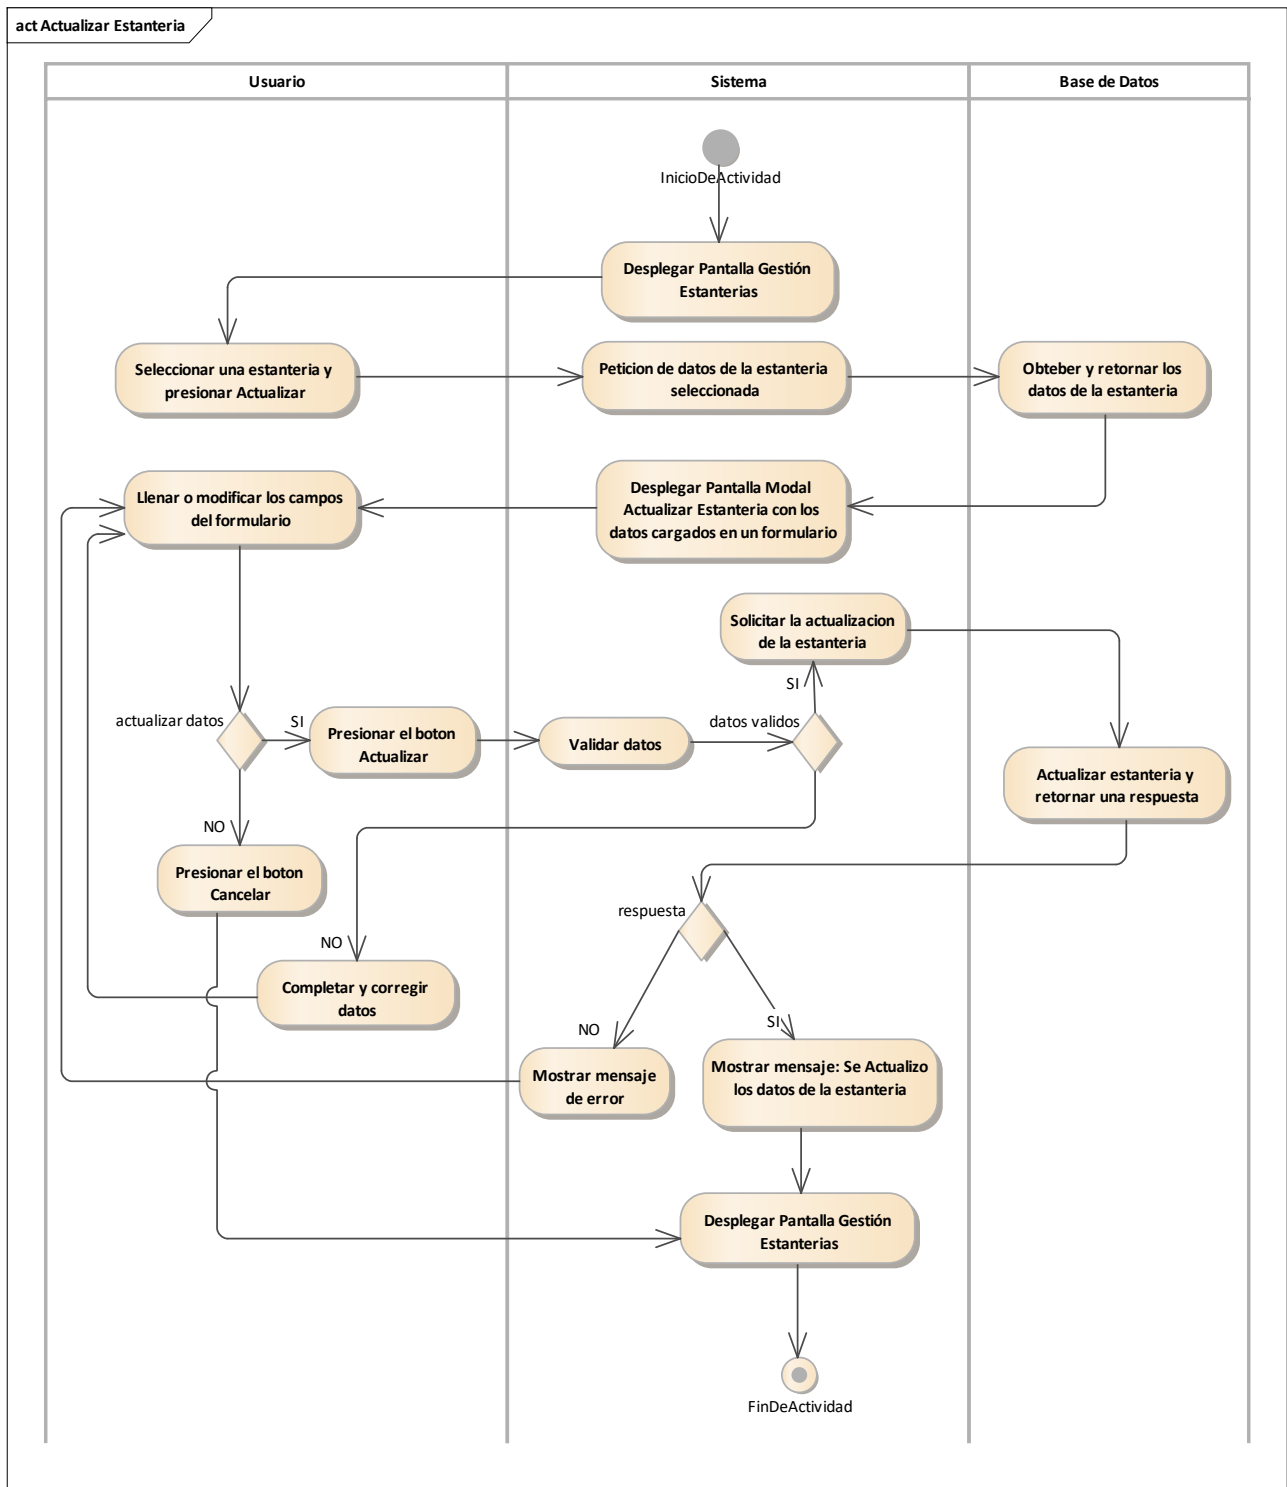 act Actualizar Estanteria
Usuario
Sistema
Base de Datos
InicioDeActividad
Desplegar Pantalla Gestión
Estanterias
Seleccionar una estanteria y
presionar Actualizar
Peticion de datos de la estanteria
seleccionada
Obteber y retornar los
datos de la estanteria
Llenar o modificar los campos
del formulario
Desplegar Pantalla Modal
Actualizar Estanteria con los
datos cargados en un formulario
Solicitar la actualizacion
de la estanteria
SI
actualizar datos
SI
Presionar el boton
Actualizar
Validar datos
datos validos
Actualizar estanteria y
retornar una respuesta
NO
Presionar el boton
Cancelar
respuesta
NO
Completar y corregir
datos
NO
SI
Mostrar mensaje
de error
Mostrar mensaje: Se Actualizo
los datos de la estanteria
Desplegar Pantalla Gestión
Estanterias
FinDeActividad